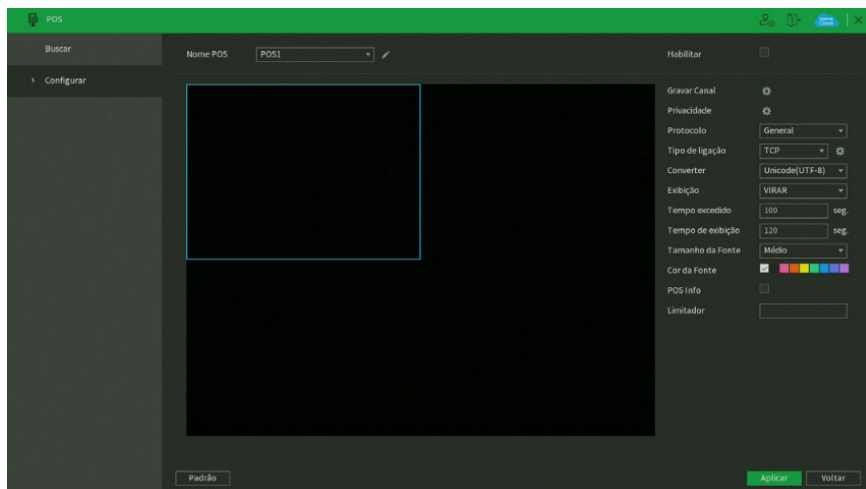 POS
Buscar
Configurar
Nome POS POS1
Habilitar
Gravar Canal
Privacidade
Protocolo General
Tipo de ligação TCP
Converter Unicode(UTF-8)
Exibição VIRAR
Tempo excedido 100 seg.
Tempo de exibição 120 seg.
Tamanho da Fonte Médio
Cor da Fonte
POS Info
Limitador
Padrão
Aplicar Voltar